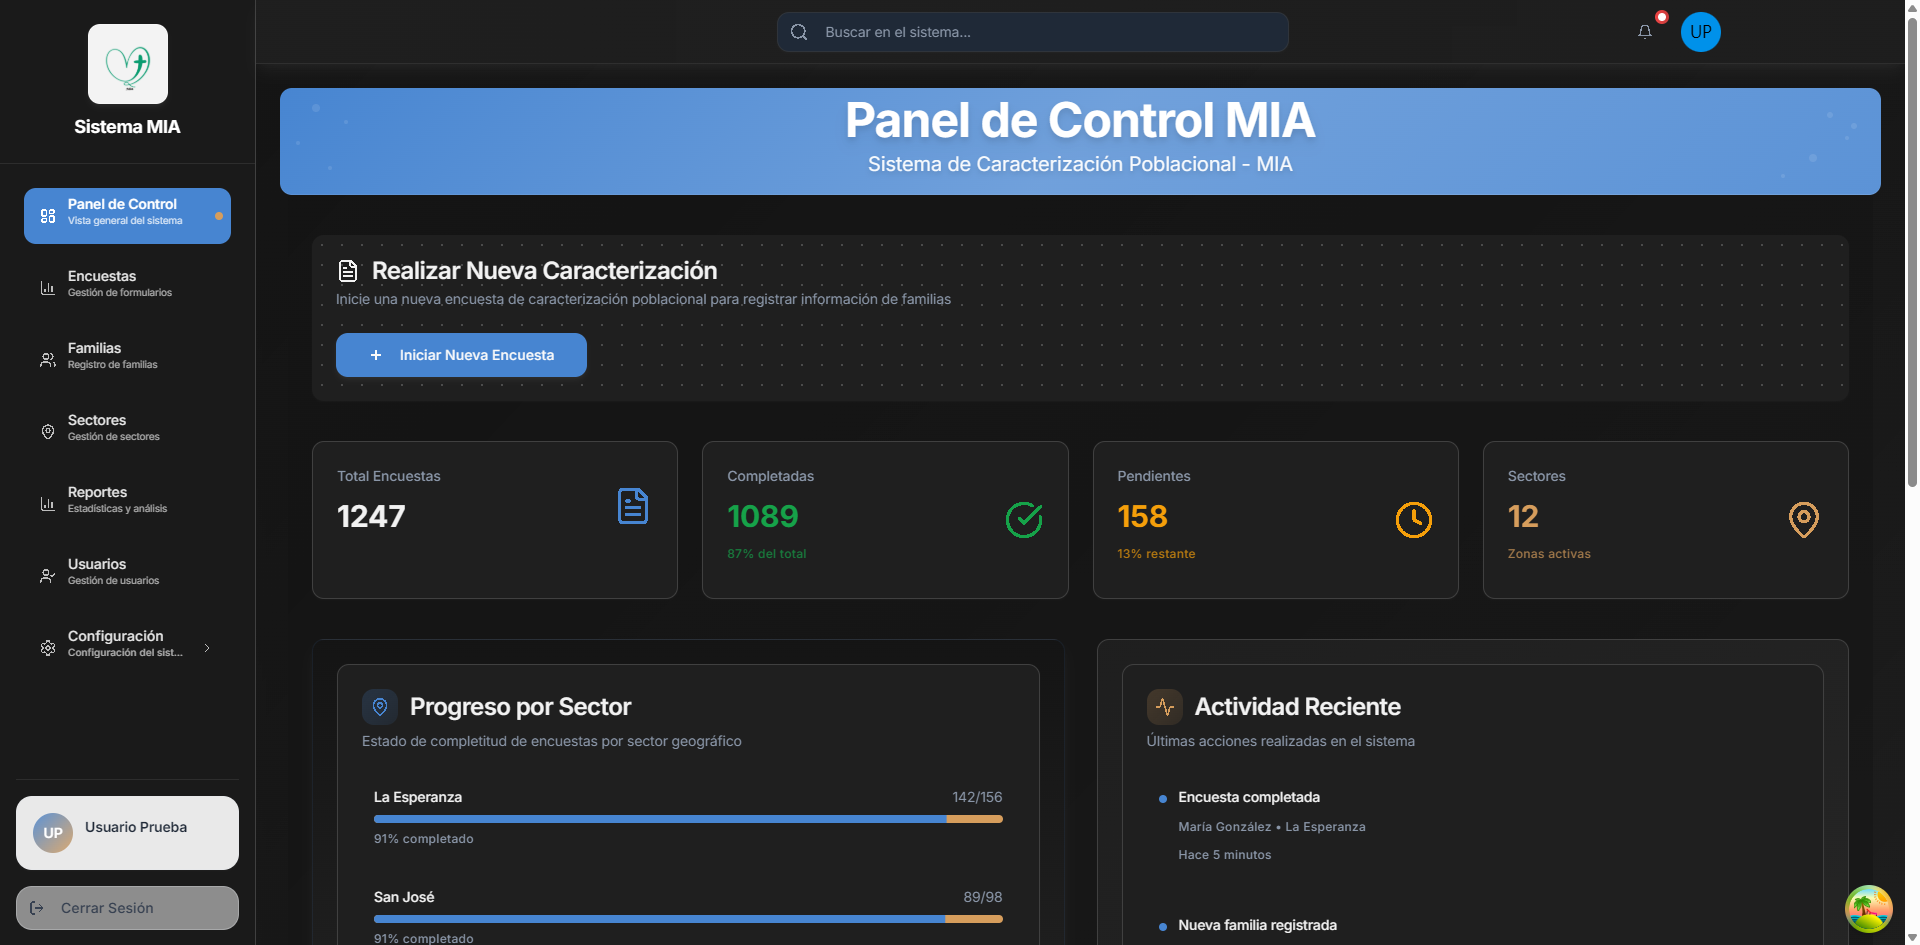 Sistema MIA
Buscar en el sistema...
UP
Panel de Control MIA
Sistema de Caracterización Poblacional - MIA
Panel de Control
Vista general del sistema
Encuestas
Gestión de formularios
Familias
Registro de familias
Sectores
Gestión de sectores
Reportes
Estadísticas y análisis
Usuarios
Gestión de usuarios
Configuración
Configuración del sist...
UP
Usuario Prueba
Cerrar Sesión
Realizar Nueva Caracterización
Inicie una nueva encuesta de caracterización poblacional para registrar información de familias
+ Iniciar Nueva Encuesta
Total Encuestas
1247
Completadas
1089
87% del total
Pendientes
158
13% restante
Sectores
12
Zonas activas
Progreso por Sector
Estado de completitud de encuestas por sector geográfico
La Esperanza 142/156
91% completado
San José 89/98
91% completado
Actividad Reciente
Últimas acciones realizadas en el sistema
Encuesta completada
María González • La Esperanza
Hace 5 minutos
Nueva familia registrada